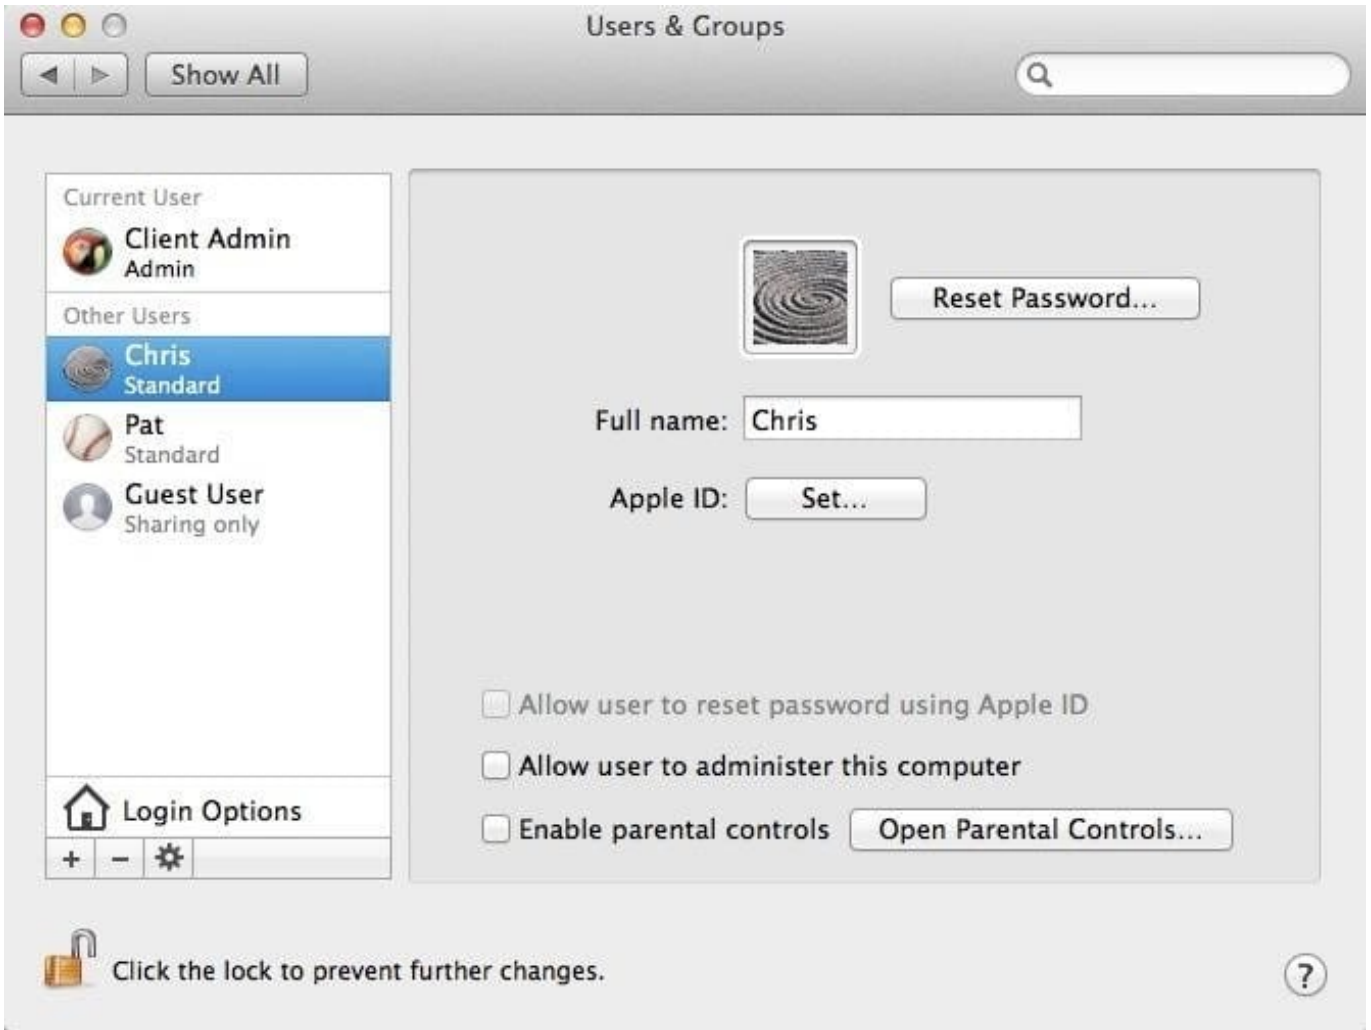 Users & Groups
Show All
Current User
Client Admin
Admin
Other Users
Chris
Standard
Pat
Standard
Guest User
Sharing only
Login Options
+ −
Reset Password...
Full name: Chris
Apple ID: Set...
Allow user to reset password using Apple ID
Allow user to administer this computer
Enable parental controls Open Parental Controls...
Click the lock to prevent further changes.
?